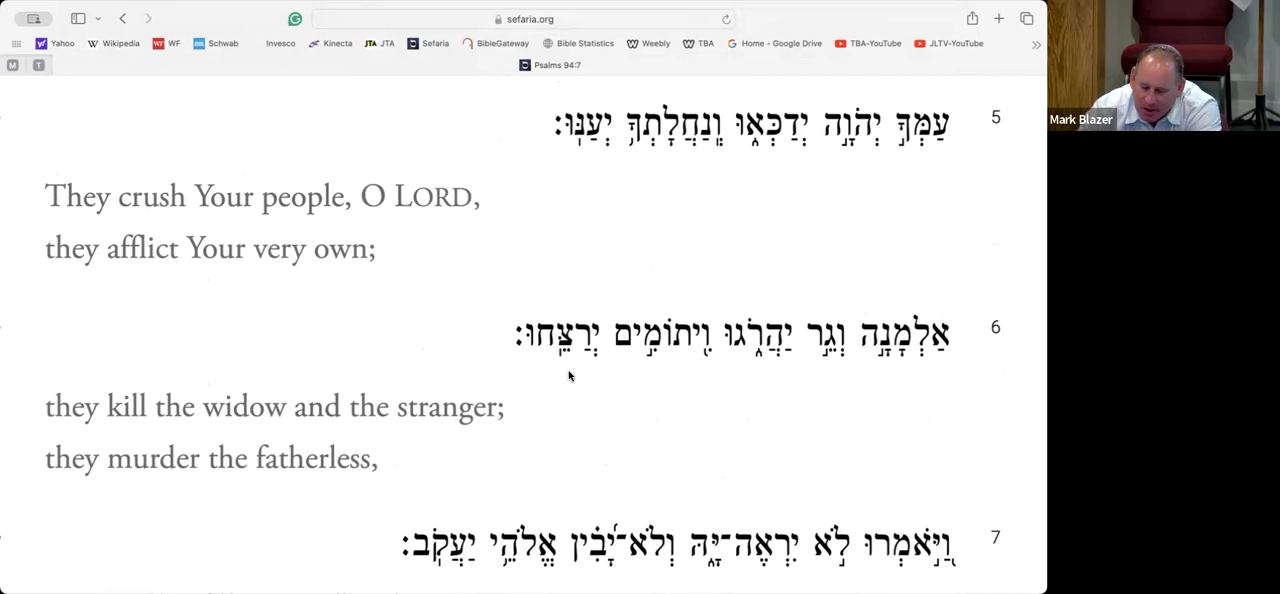 sefaria.org
Yahoo
Wikipedia
WF
Schwab
Invesco
Kinecta
JTA
Sefaria
BibleGateway
Bible Statistics
Weebly
TBA
Home - Google Drive
TBA-YouTube
JLTV-YouTube
M
T
Psalms 94:7
Mark Blazer
5
עַמְּךָ֣ יְהֹוָ֣ה יְדַכְּא֑וּ וְֽנַחֲלָתְךָ֥ יְעַנּֽוּ׃
They crush Your people, O LORD,
they afflict Your very own;
6
אַלְמָנָ֣ה וְגֵ֣ר יַהֲרֹ֑גוּ וִ֖יתוֹמִ֣ים יְרַצֵּֽחוּ׃
they kill the widow and the stranger;
they murder the fatherless,
7
וַ֭יֹּ֣אמְרוּ לֹ֣א יִרְאֶה־יָּ֑הּ וְלֹא־יָ֝בִ֗ין אֱלֹהֵ֥י יַעֲקֹֽב׃